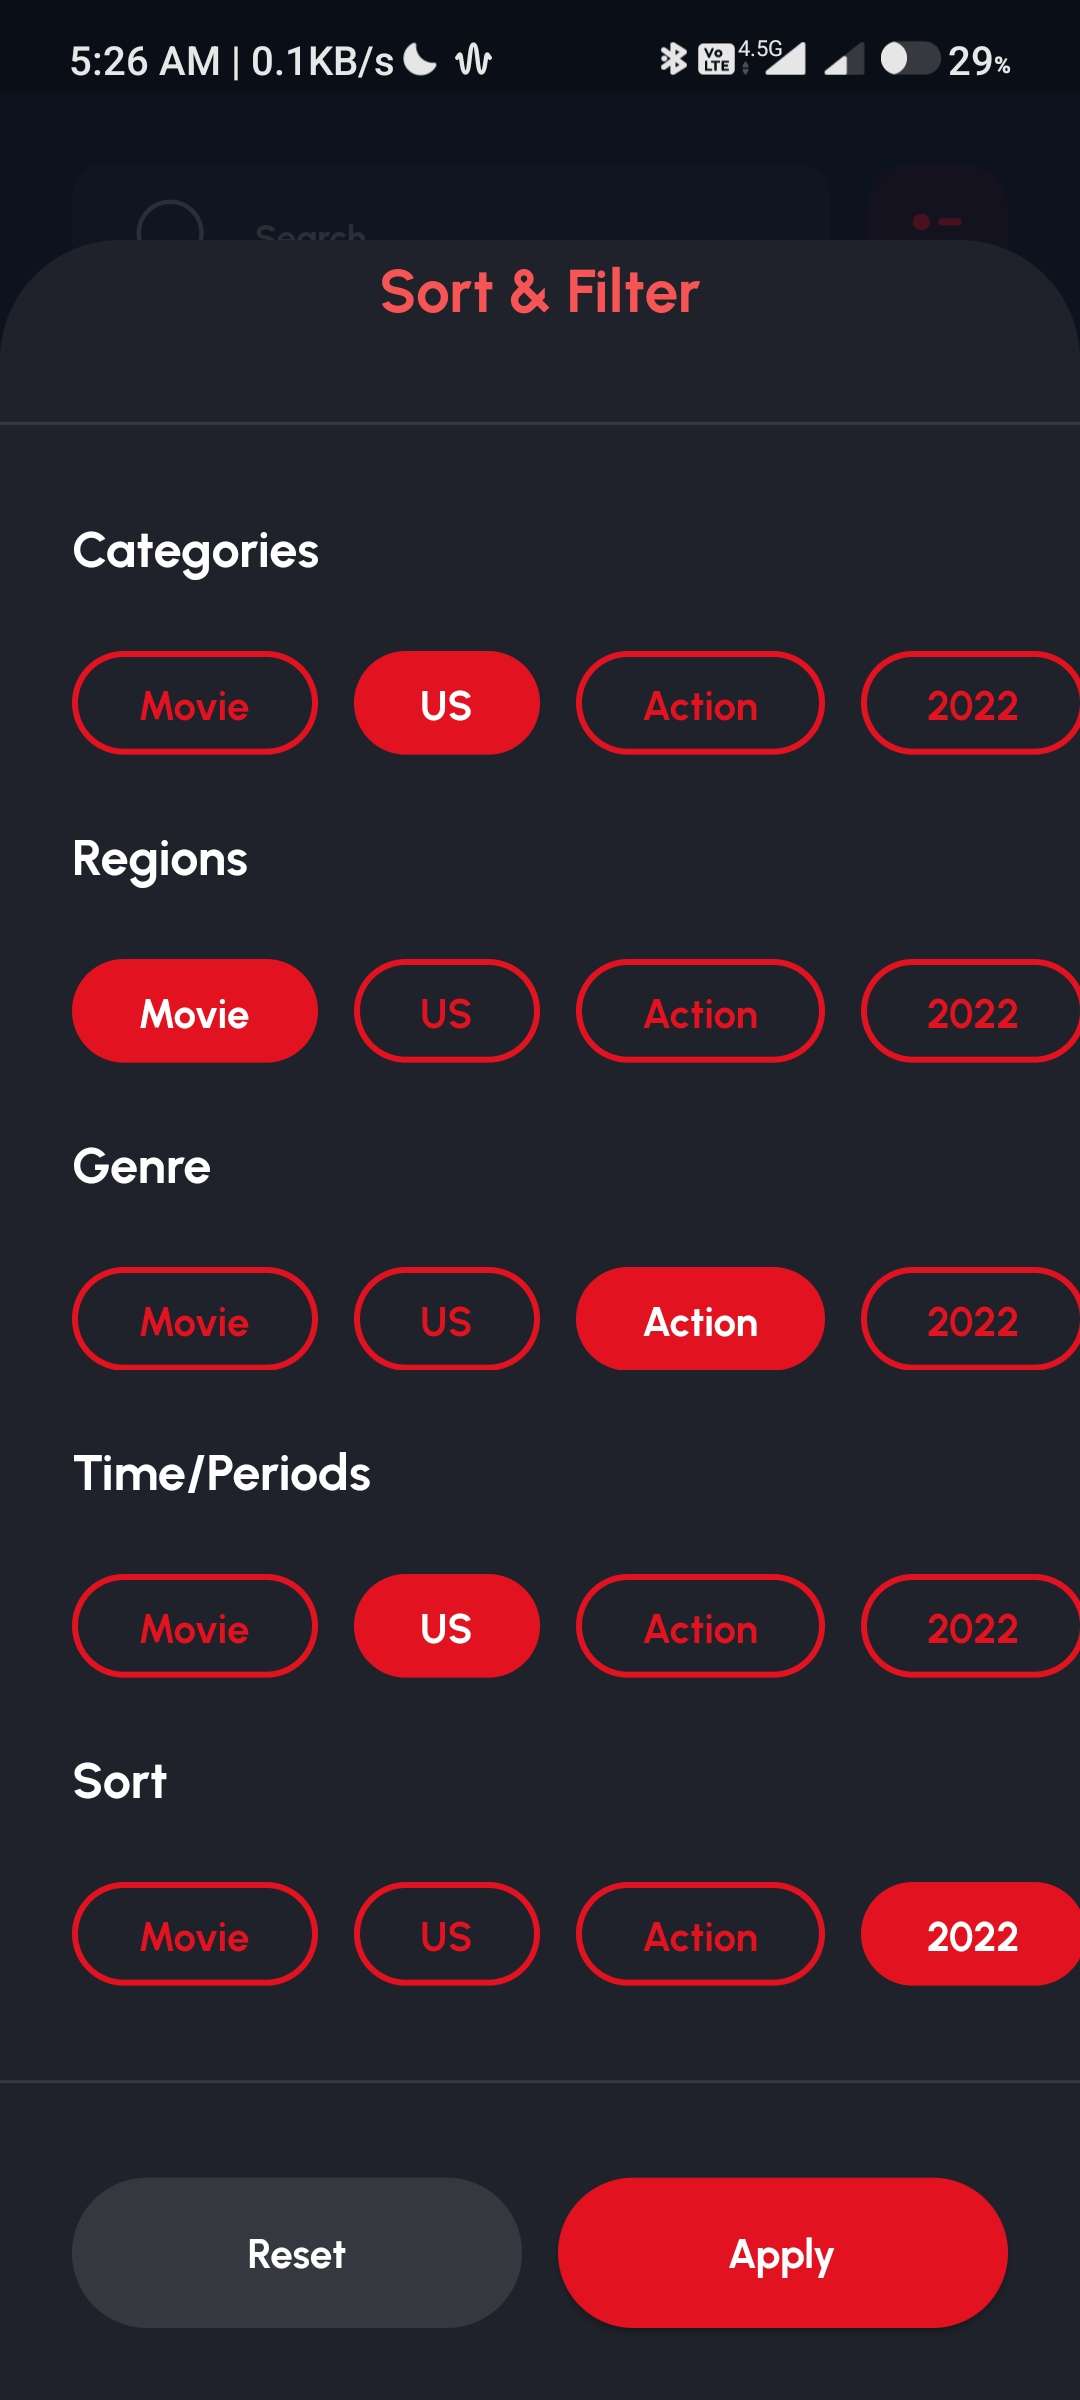 5:26 AM | 0.1KB/s Vo LTE 4.5G 29%
Search
Sort & Filter
Categories
Movie US Action 2022
Regions
Movie US Action 2022
Genre
Movie US Action 2022
Time/Periods
Movie US Action 2022
Sort
Movie US Action 2022
Reset Apply